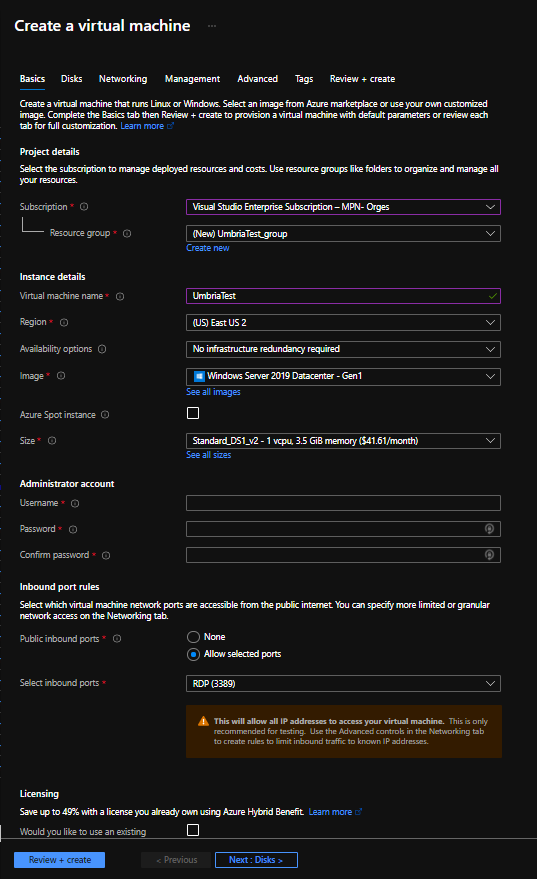 Create a virtual machine ...
Basics Disks Networking Management Advanced Tags Review + create
Create a virtual machine that runs Linux or Windows. Select an image from Azure marketplace or use your own customized
image. Complete the Basics tab then Review + create to provision a virtual machine with default parameters or review each
tab for full customization. Learn more
Project details
Select the subscription to manage deployed resources and costs. Use resource groups like folders to organize and manage all
your resources.
Subscription * Visual Studio Enterprise Subscription – MPN- Orges
Resource group * (New) UmbriaTest_group
Create new
Instance details
Virtual machine name * UmbriaTest
Region * (US) East US 2
Availability options No infrastructure redundancy required
Image * Windows Server 2019 Datacenter - Gen1
See all images
Azure Spot instance
Size * Standard_DS1_v2 - 1 vcpu, 3.5 GiB memory ($41.61/month)
See all sizes
Administrator account
Username *
Password *
Confirm password *
Inbound port rules
Select which virtual machine network ports are accessible from the public internet. You can specify more limited or granular
network access on the Networking tab.
Public inbound ports * None
Allow selected ports
Select inbound ports * RDP (3389)
This will allow all IP addresses to access your virtual machine. This is only
recommended for testing. Use the Advanced controls in the Networking tab
to create rules to limit inbound traffic to known IP addresses.
Licensing
Save up to 49% with a license you already own using Azure Hybrid Benefit. Learn more
Would you like to use an existing
Review + create < Previous Next : Disks >